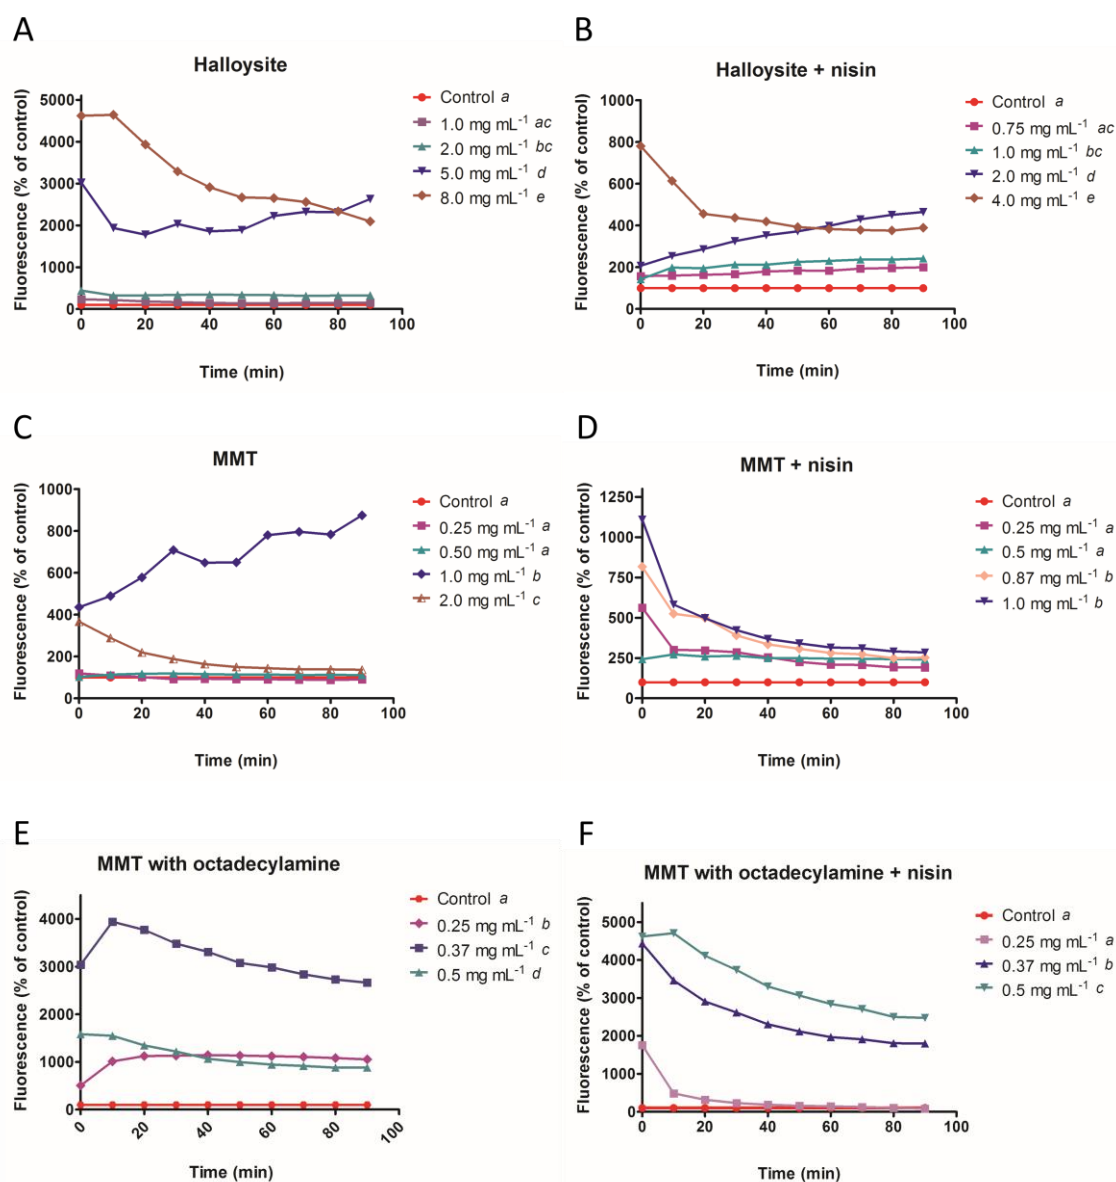 A
Halloysite
Fluorescence (% of control)
5000
4000
3000
2000
1000
0
0
20
40
60
80
100
Time (min)
Control a
1.0 mg mL⁻¹ ac
2.0 mg mL⁻¹ bc
5.0 mg mL⁻¹ d
8.0 mg mL⁻¹ e
B
Halloysite + nisin
Fluorescence (% of control)
1000
800
600
400
200
0
0
20
40
60
80
100
Time (min)
Control a
0.75 mg mL⁻¹ ac
1.0 mg mL⁻¹ bc
2.0 mg mL⁻¹ d
4.0 mg mL⁻¹ e
C
MMT
Fluorescence (% of control)
1000
800
600
400
200
0
0
20
40
60
80
100
Time (min)
Control a
0.25 mg mL⁻¹ a
0.50 mg mL⁻¹ a
1.0 mg mL⁻¹ b
2.0 mg mL⁻¹ c
D
MMT + nisin
Fluorescence (% of control)
1250
1000
750
500
250
0
0
20
40
60
80
100
Time (min)
Control a
0.25 mg mL⁻¹ a
0.5 mg mL⁻¹ a
0.87 mg mL⁻¹ b
1.0 mg mL⁻¹ b
E
MMT with octadecylamine
Fluorescence (% of control)
4000
3000
2000
1000
0
0
20
40
60
80
100
Time (min)
Control a
0.25 mg mL⁻¹ b
0.37 mg mL⁻¹ c
0.5 mg mL⁻¹ d
F
MMT with octadecylamine + nisin
Fluorescence (% of control)
5000
4000
3000
2000
1000
0
0
20
40
60
80
100
Time (min)
Control a
0.25 mg mL⁻¹ a
0.37 mg mL⁻¹ b
0.5 mg mL⁻¹ c